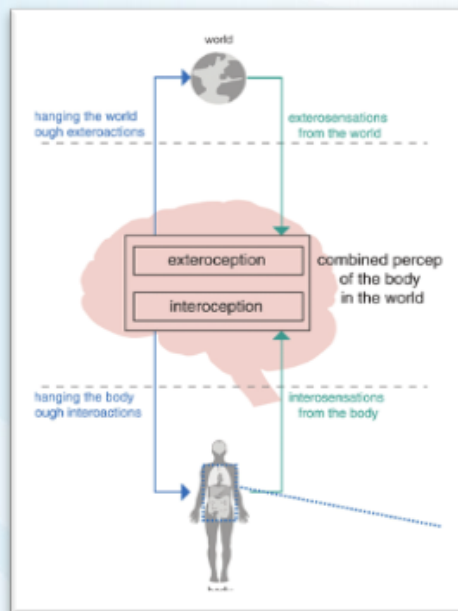 world
hanging the world
ough exteroactions
exterosensations
from the world
exteroception
interoception
combined percep
of the body
in the world
hanging the body
ough interoactions
interosensations
from the body